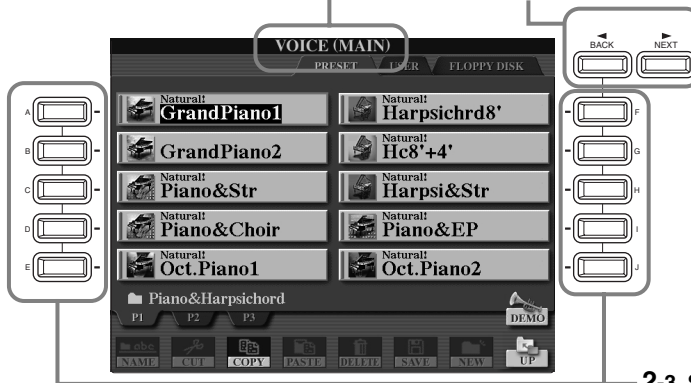 VOICE (MAIN)
PRESET USER FLOPPY DISK
BACK NEXT
A
B
C
D
E
Natural!
GrandPiano1
GrandPiano2
Natural!
Piano&Str
Natural!
Piano&Choir
Natural!
Oct.Piano1
Natural!
Harpsichrd8'
Natural!
Hc8'+4'
Natural!
Harpsi&Str
Natural!
Piano&EP
Natural!
Oct.Piano2
F
G
H
I
J
Piano&Harpsichord
P1 P2 P3
DEMO
abc
NAME CUT COPY PASTE DELETE SAVE NEW UP
2-3